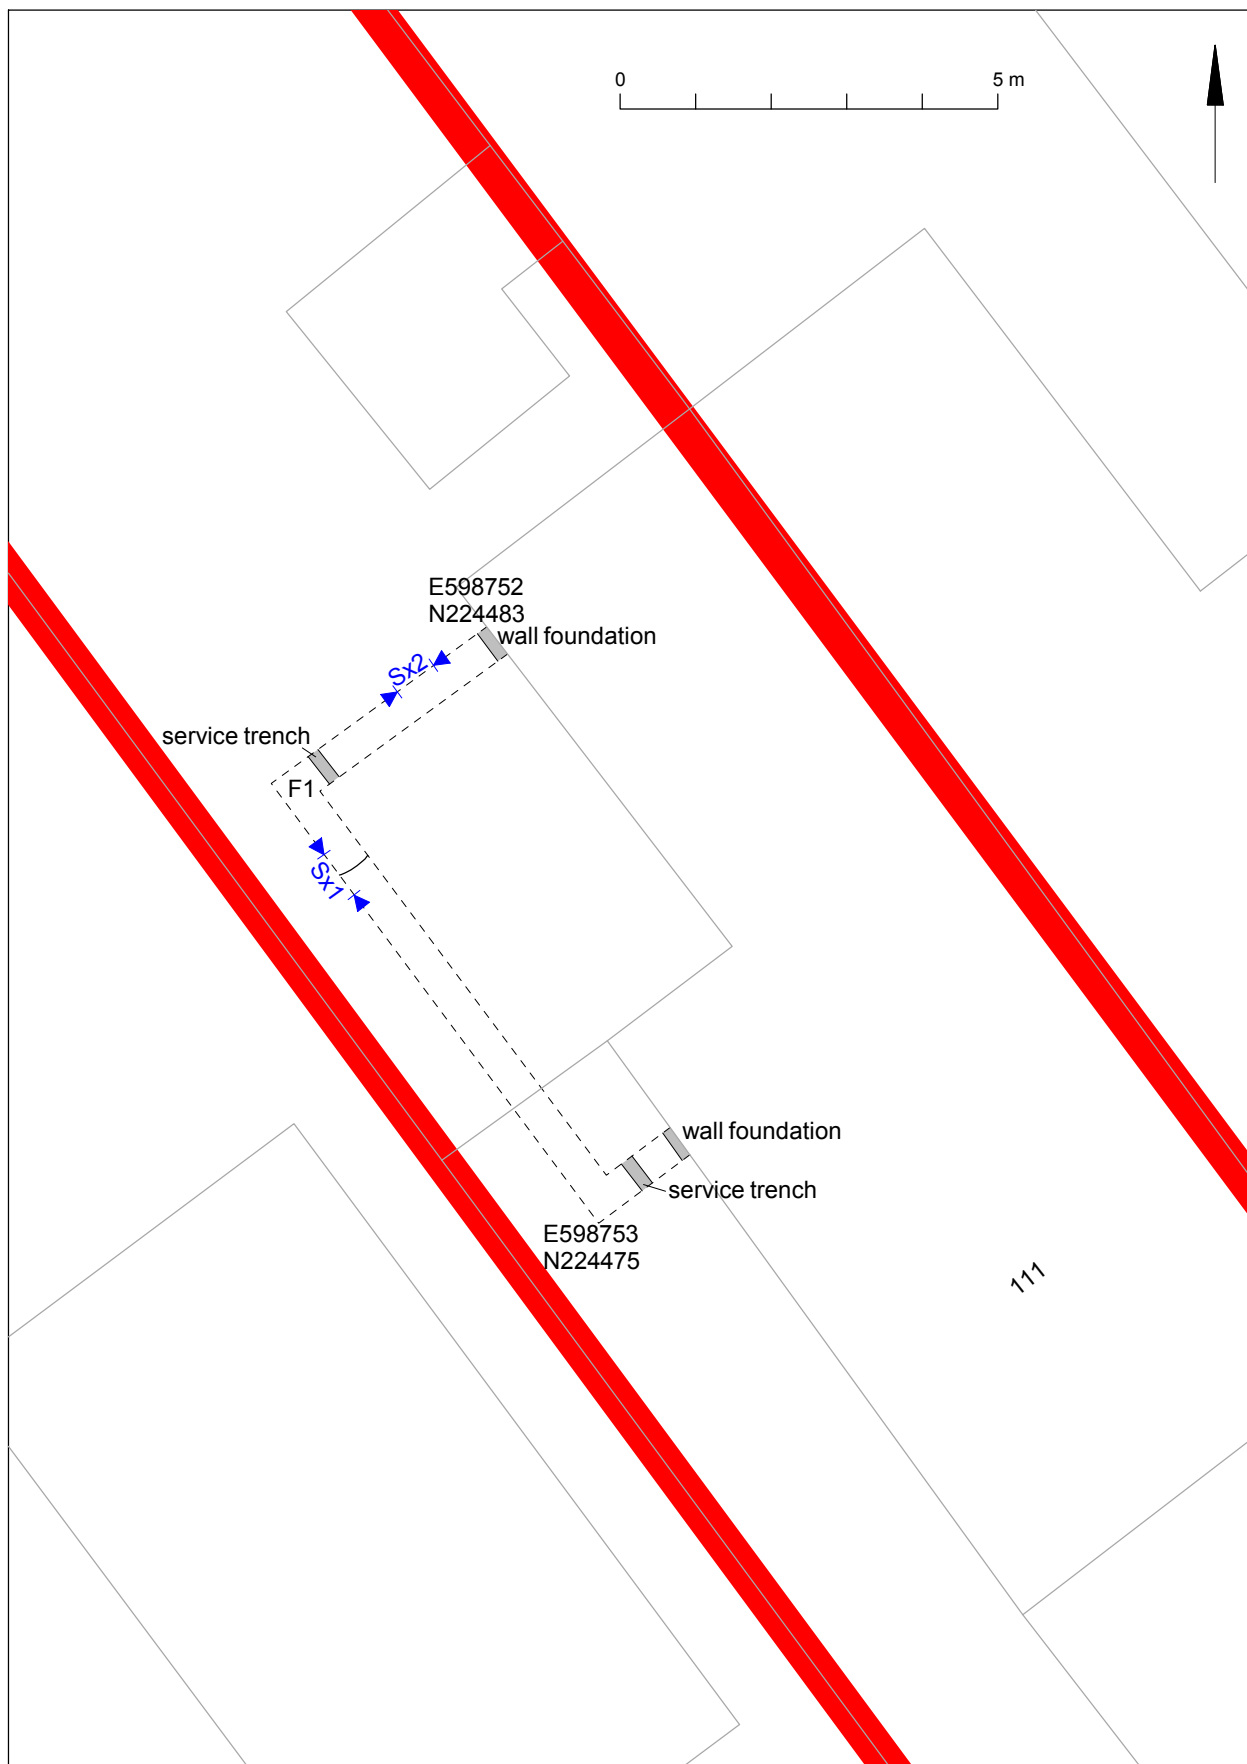 0
5 m
E598752
N224483
wall foundation
Sx2
service trench
F1
Sx1
wall foundation
service trench
E598753
N224475
111